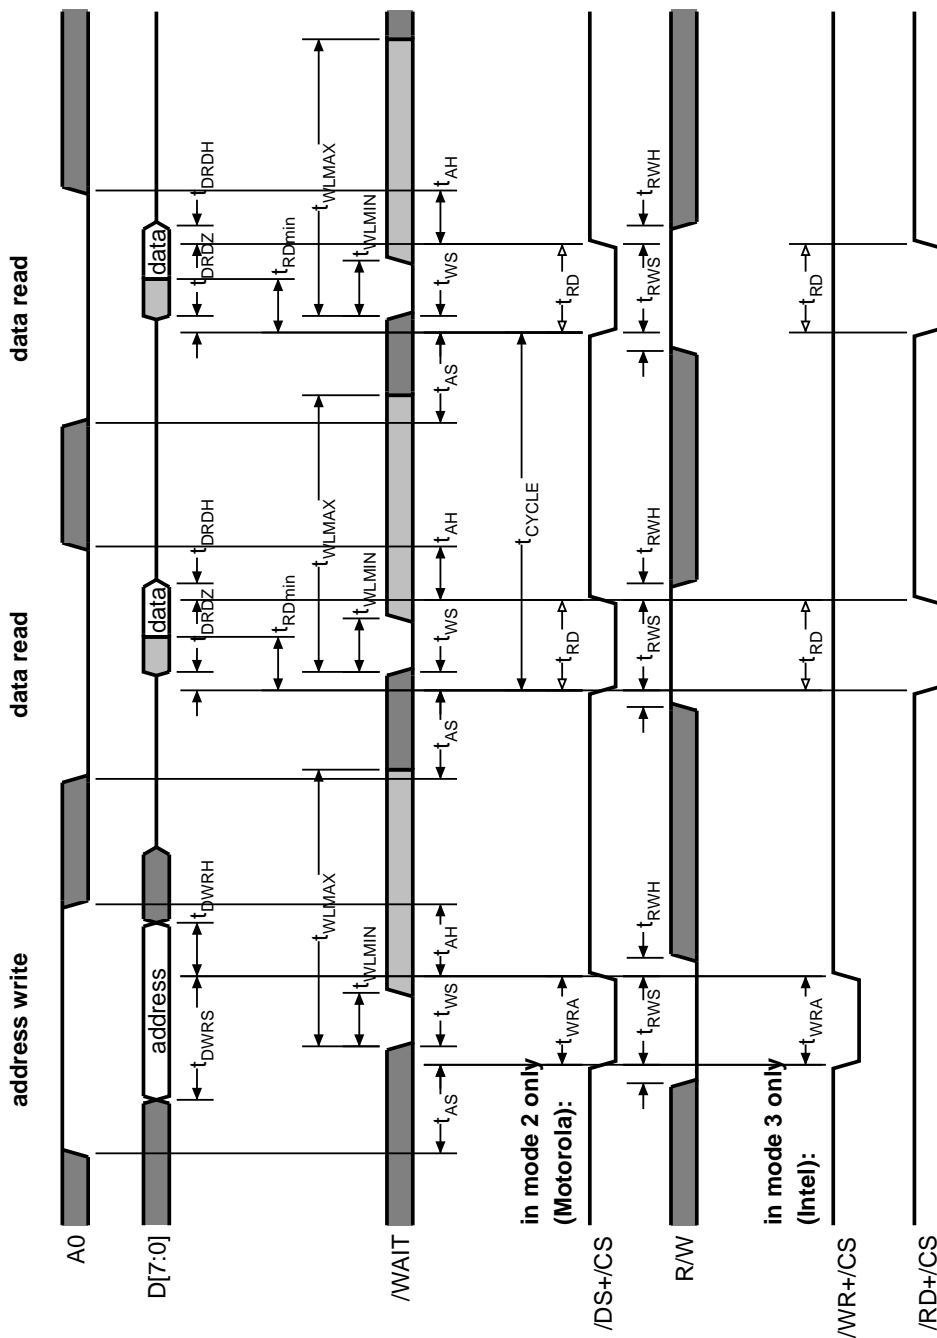 address write data read data read
A0
D[7:0] address data data
tDWRS tDWRH tDRDZ tDRDH tDRDZ tDRDH
tRDmin tRDmin
tWLMAX tWLMAX tWLMAX
tWLMIN tWLMIN tWLMIN
/WAIT
tAS tWS tAH tAS tWS tAH tAS tWS tAH
in mode 2 only tCYCLE
(Motorola): tWRA tRD tRD
/DS+/CS
tRWS tRWH tRWS tRWH tRWS tRWH
R/W
in mode 3 only
(Intel): tWRA tRD tRD
/WR+/CS
/RD+/CS